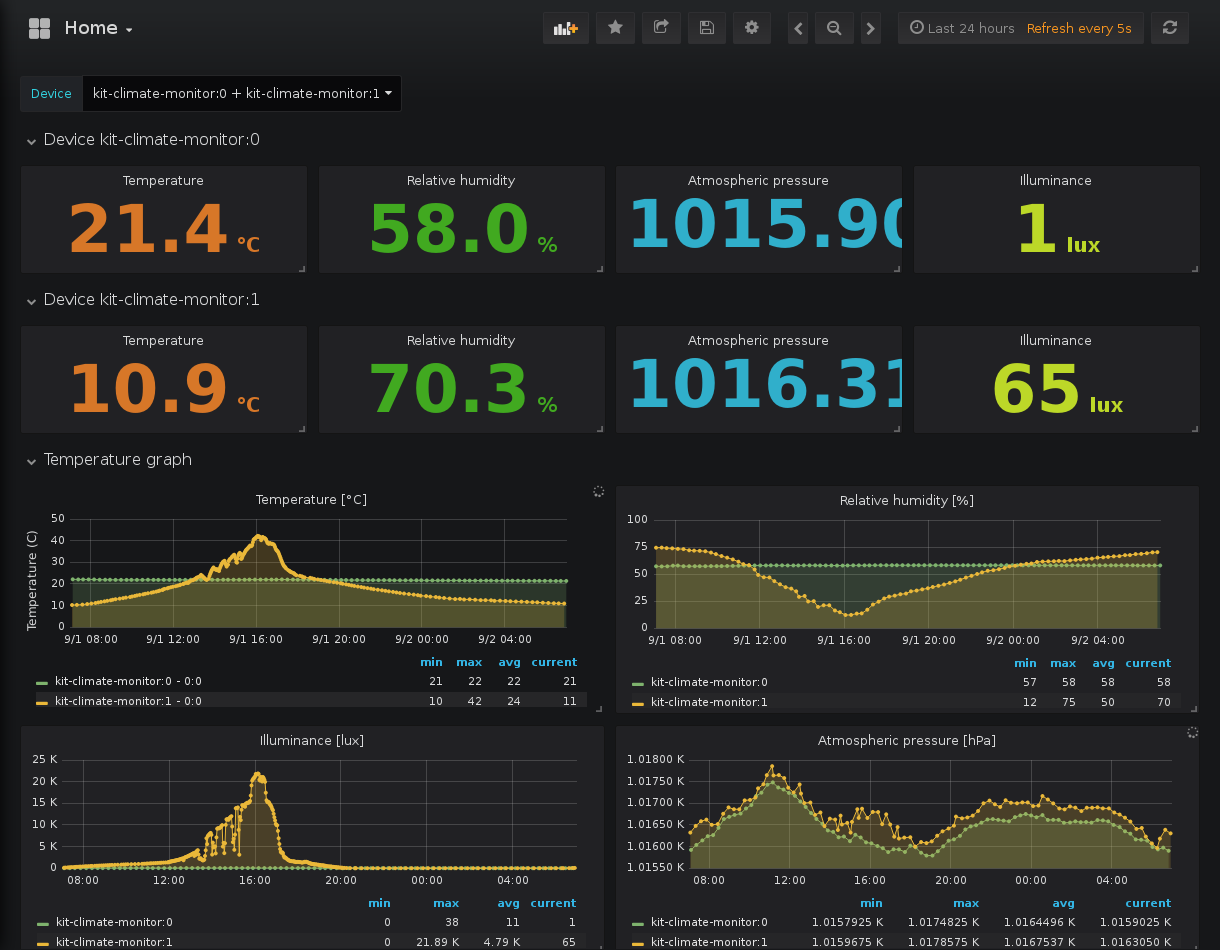 Home
Last 24 hours Refresh every 5s
Device kit-climate-monitor:0 + kit-climate-monitor:1
Device kit-climate-monitor:0
Temperature Relative humidity Atmospheric pressure Illuminance
21.4 °C 58.0 % 1015.90 1 lux
Device kit-climate-monitor:1
Temperature Relative humidity Atmospheric pressure Illuminance
10.9 °C 70.3 % 1016.31 65 lux
Temperature graph
Temperature [°C]
Temperature (C)
50
40
30
20
10
0
9/1 08:00 9/1 12:00 9/1 16:00 9/1 20:00 9/2 00:00 9/2 04:00
min max avg current
kit-climate-monitor:0 - 0:0 21 22 22 21
kit-climate-monitor:1 - 0:0 10 42 24 11
Relative humidity [%]
100
75
50
25
0
9/1 08:00 9/1 12:00 9/1 16:00 9/1 20:00 9/2 00:00 9/2 04:00
min max avg current
kit-climate-monitor:0 57 58 58 58
kit-climate-monitor:1 12 75 50 70
Illuminance [lux]
25 K
20 K
15 K
10 K
5 K
0
08:00 12:00 16:00 20:00 00:00 04:00
min max avg current
kit-climate-monitor:0 0 38 11 1
kit-climate-monitor:1 0 21.89 K 4.79 K 65
Atmospheric pressure [hPa]
1.01800 K
1.01750 K
1.01700 K
1.01650 K
1.01600 K
1.01550 K
08:00 12:00 16:00 20:00 00:00 04:00
min max avg current
kit-climate-monitor:0 1.0157925 K 1.0174825 K 1.0164496 K 1.0159025 K
kit-climate-monitor:1 1.0159675 K 1.0178575 K 1.0167537 K 1.0163050 K